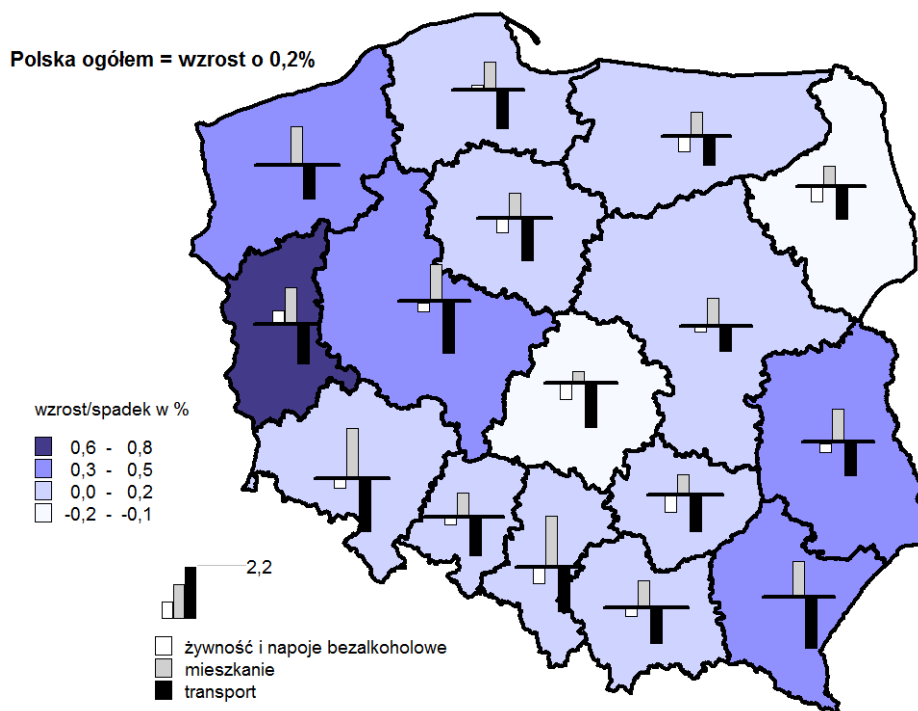 Polska ogółem = wzrost o 0,2%
wzrost/spadek w %
0,6 - 0,8
0,3 - 0,5
0,0 - 0,2
-0,2 - -0,1
2,2
żywność i napoje bezalkoholowe
mieszkanie
transport